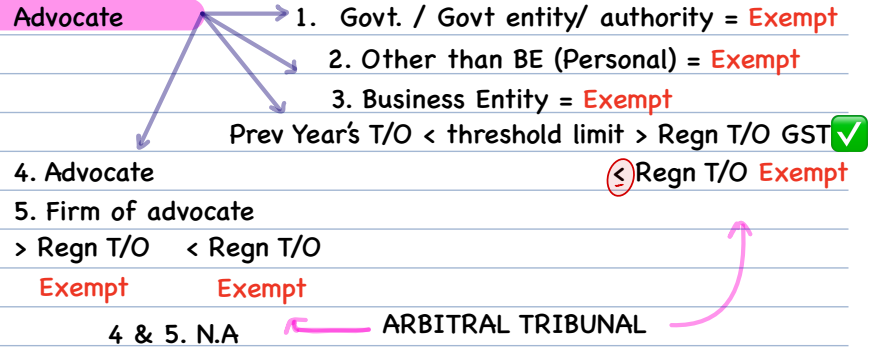 Advocate
1. Govt. / Govt entity/ authority = Exempt
2. Other than BE (Personal) = Exempt
3. Business Entity = Exempt
Prev Year's T/O < threshold limit > Regn T/O GST ✅
4. Advocate
≤ Regn T/O Exempt
5. Firm of advocate
> Regn T/O < Regn T/O
Exempt Exempt
ARBITRAL TRIBUNAL
4 & 5. N.A